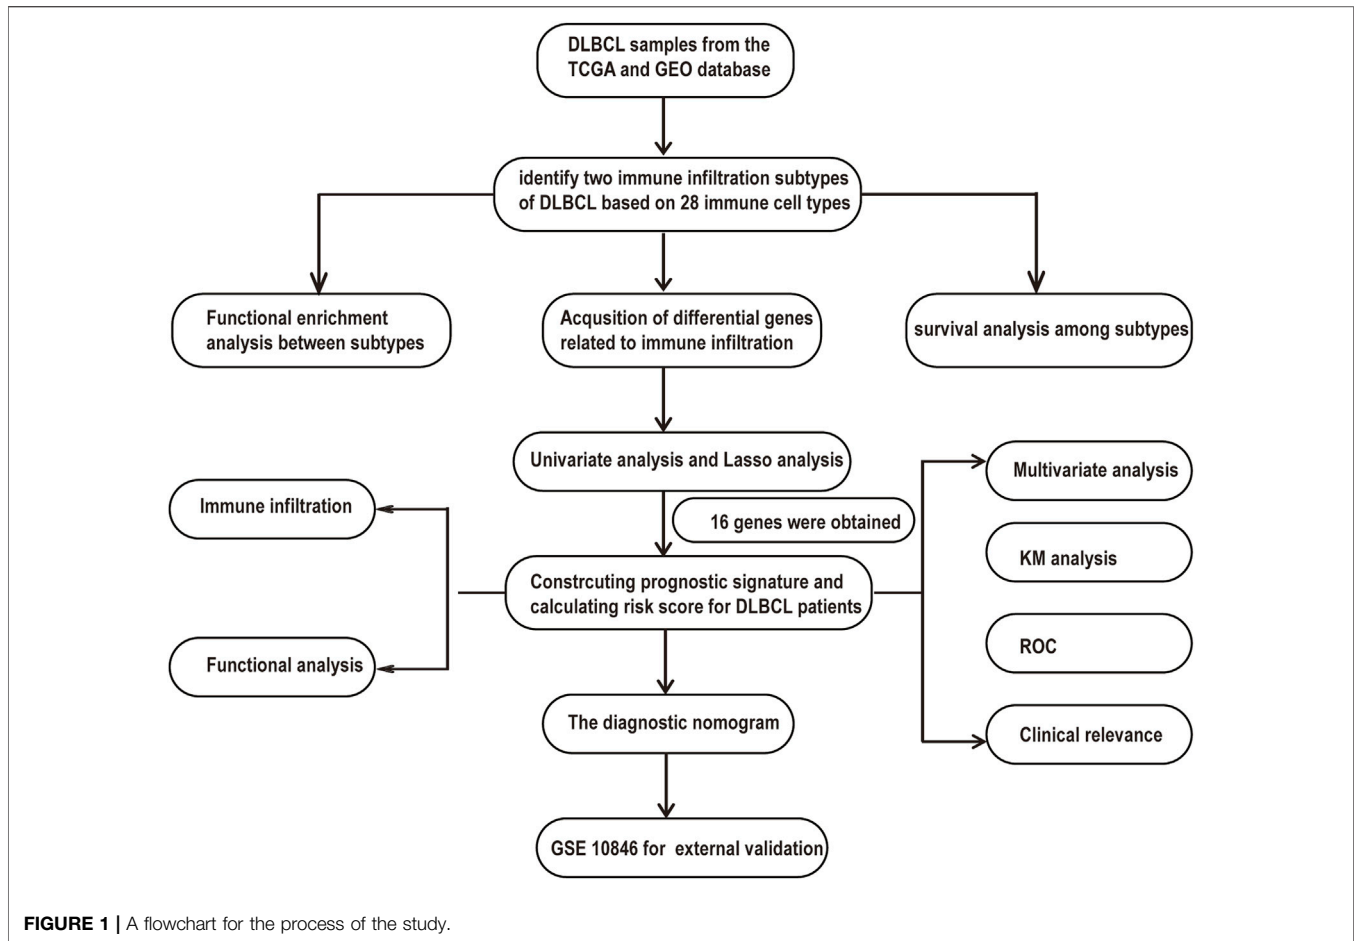 DLBCL samples from the
TCGA and GEO database
identify two immune infiltration subtypes
of DLBCL based on 28 immune cell types
Functional enrichment
analysis between subtypes
Acqusition of differential genes
related to immune infiltration
survival analysis among subtypes
Univariate analysis and Lasso analysis
16 genes were obtained
Immune infiltration
Functional analysis
Constrcuting prognostic signature and
calculating risk score for DLBCL patients
Multivariate analysis
KM analysis
ROC
Clinical relevance
The diagnostic nomogram
GSE 10846 for external validation
FIGURE 1 | A flowchart for the process of the study.